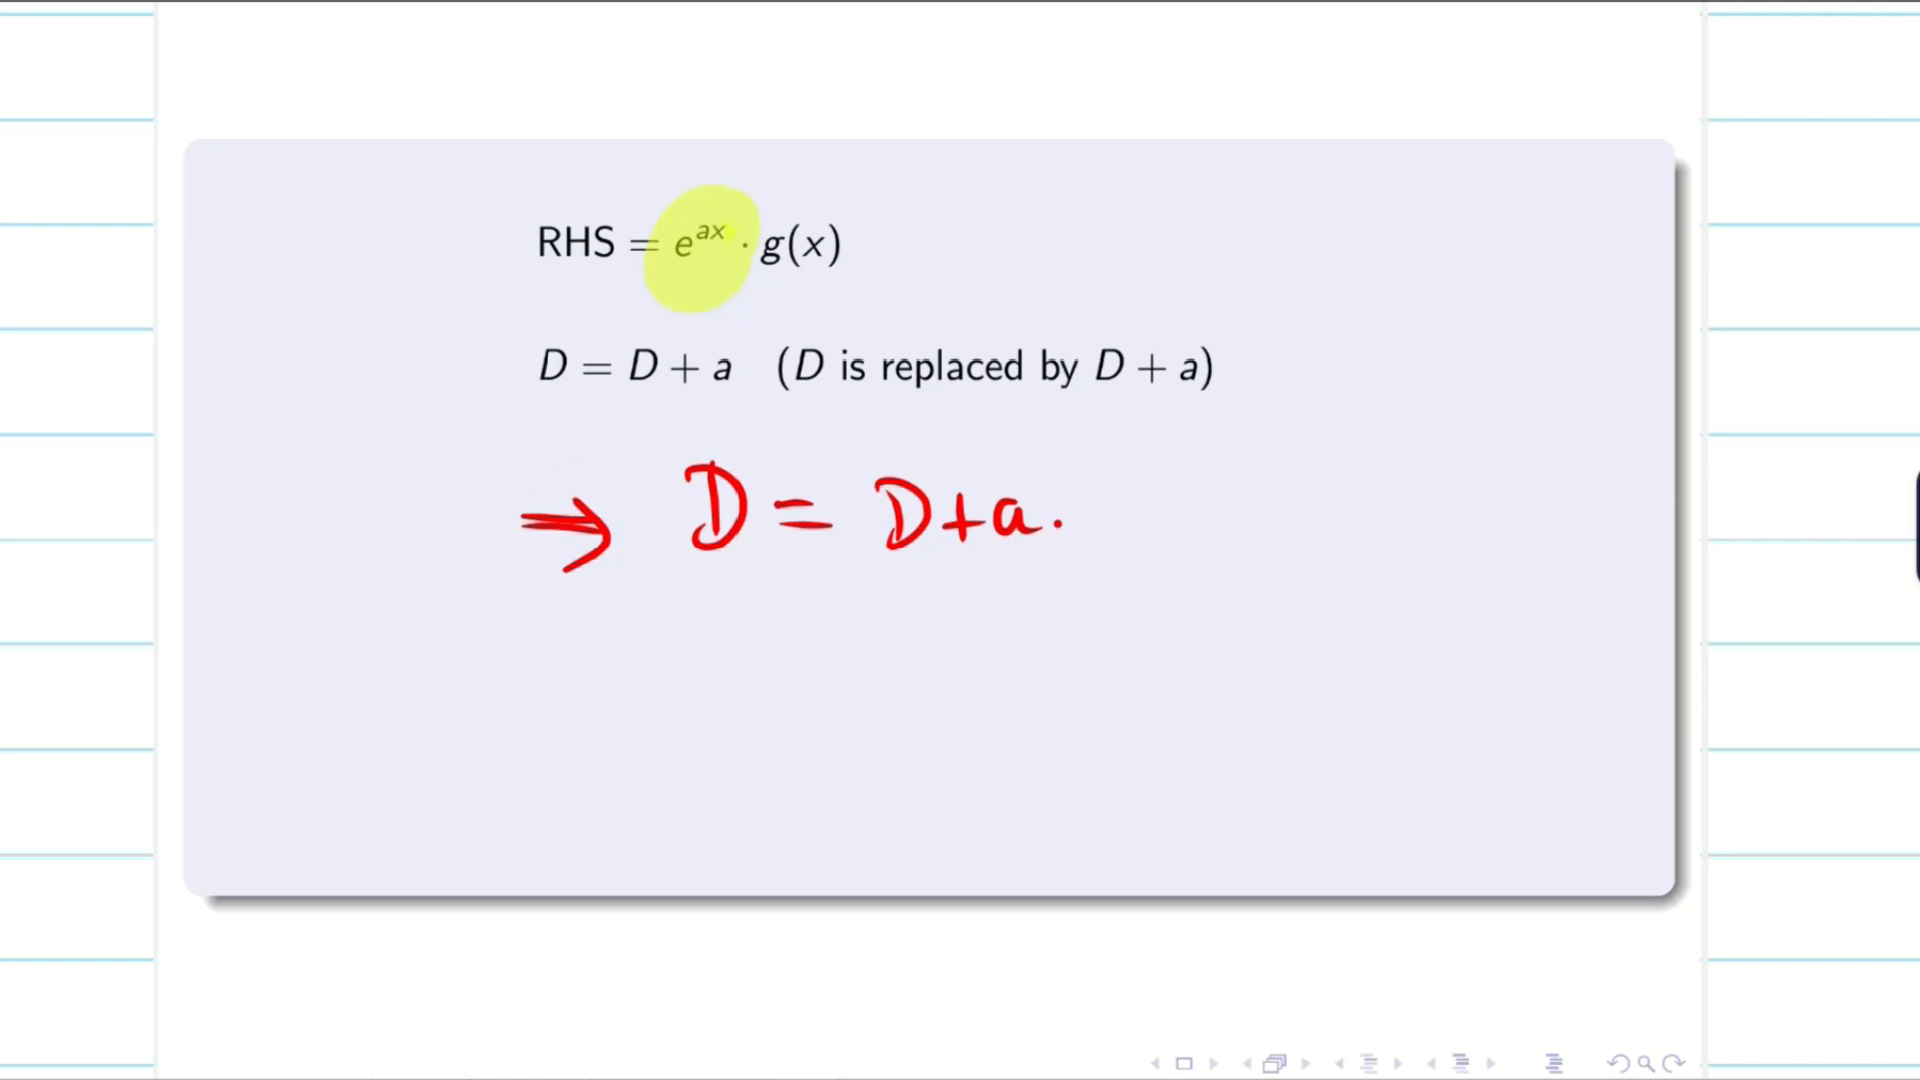 RHS = e^{ax} · g(x)
D = D + a (D is replaced by D + a)
⇒ D = D+a.